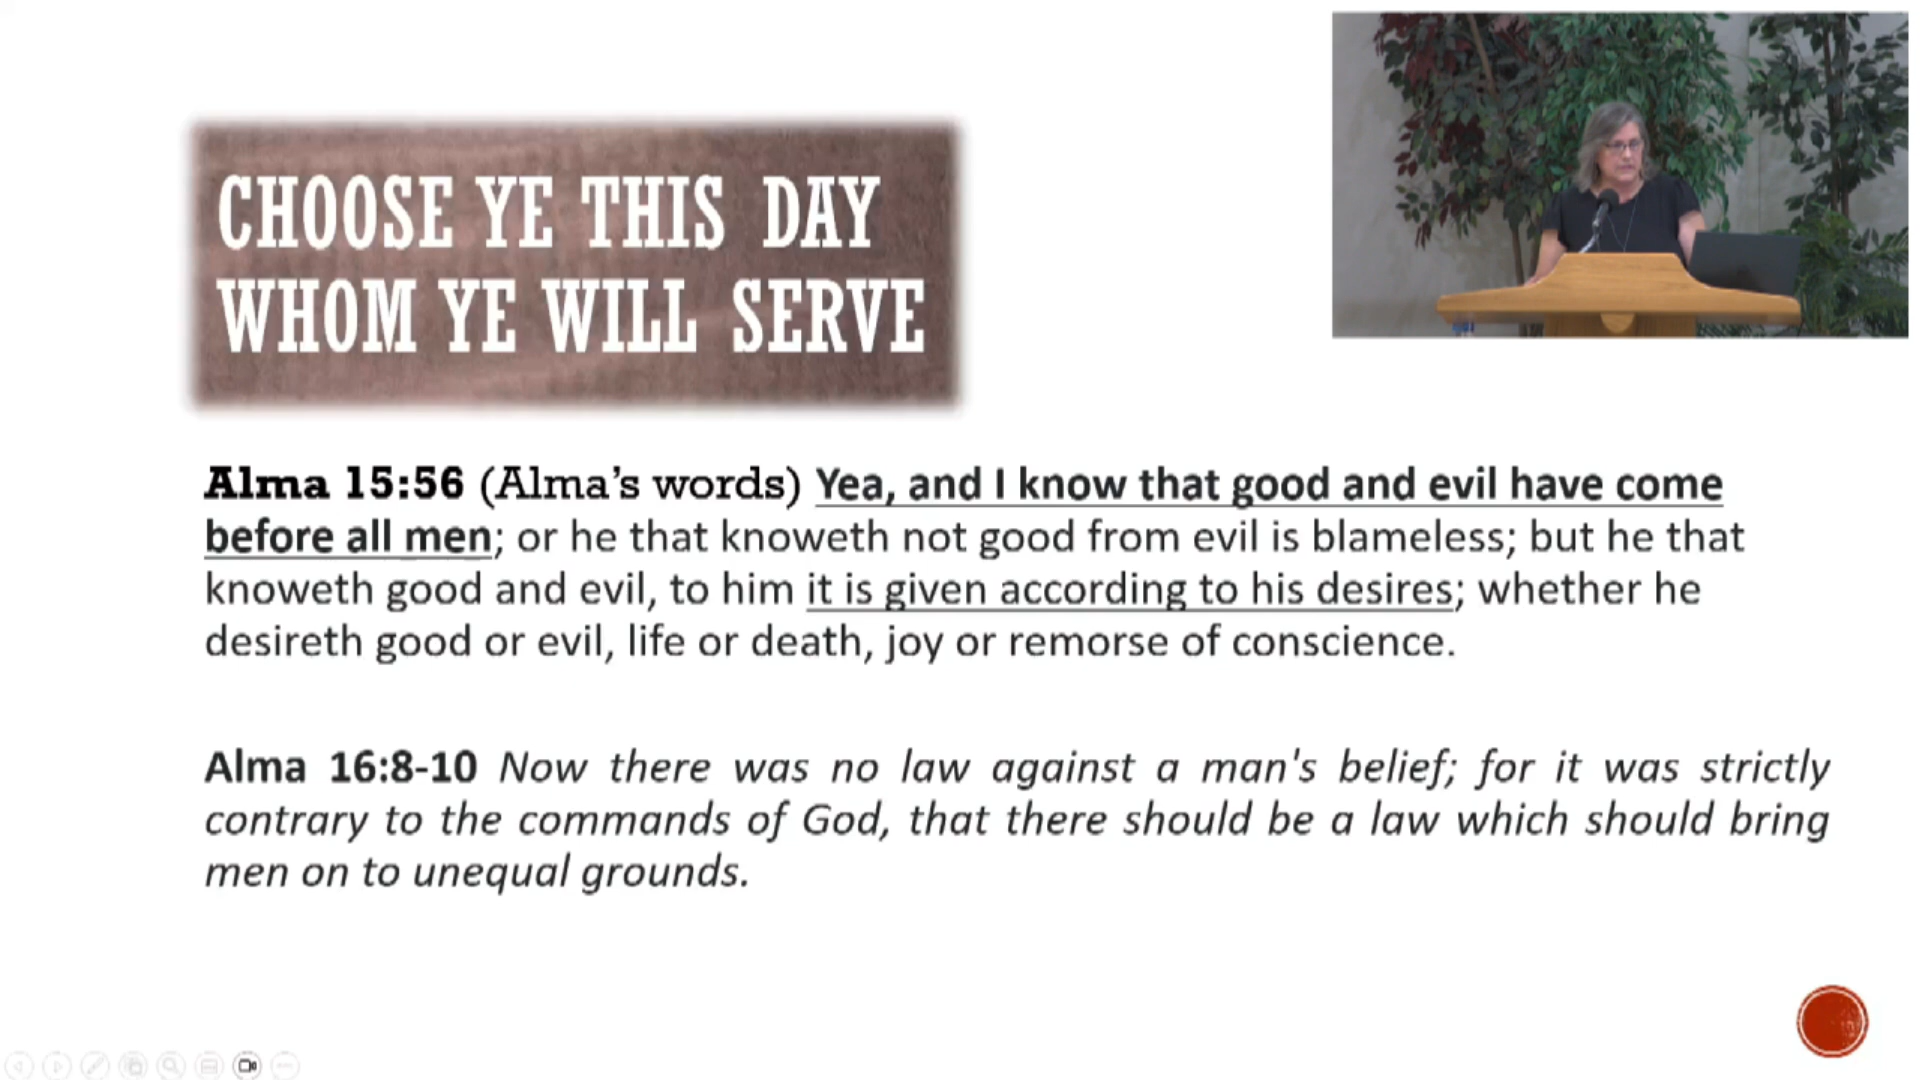 CHOOSE YE THIS DAY
WHOM YE WILL SERVE
Alma 15:56 (Alma’s words) Yea, and I know that good and evil have come
before all men; or he that knoweth not good from evil is blameless; but he that
knoweth good and evil, to him it is given according to his desires; whether he
desireth good or evil, life or death, joy or remorse of conscience.
Alma 16:8-10 Now there was no law against a man's belief; for it was strictly
contrary to the commands of God, that there should be a law which should bring
men on to unequal grounds.